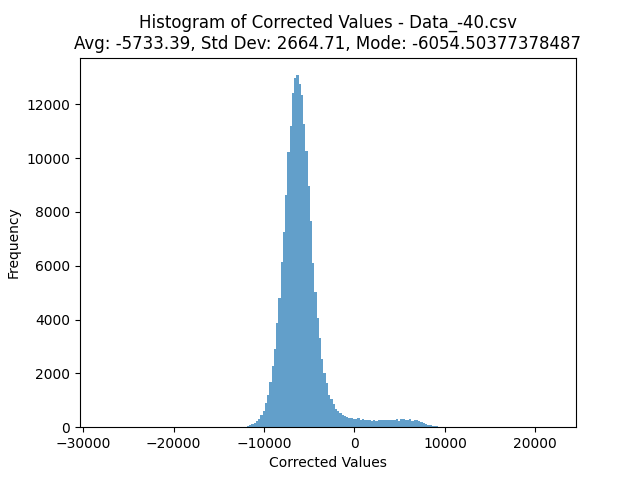 Histogram of Corrected Values - Data_-40.csv
Avg: -5733.39, Std Dev: 2664.71, Mode: -6054.50377378487
12000
10000
8000
6000
4000
2000
0
Frequency
−30000 −20000 −10000 0 10000 20000
Corrected Values